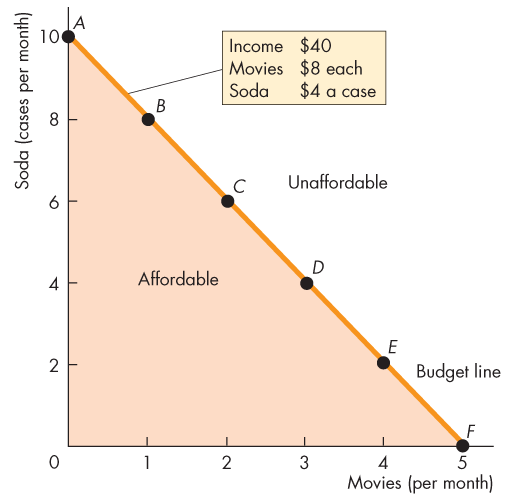 Soda (cases per month)
10
8
6
4
2
0
A
B
C
D
E
F
Income $40
Movies $8 each
Soda $4 a case
Unaffordable
Affordable
Budget line
1
2
3
4
5
Movies (per month)